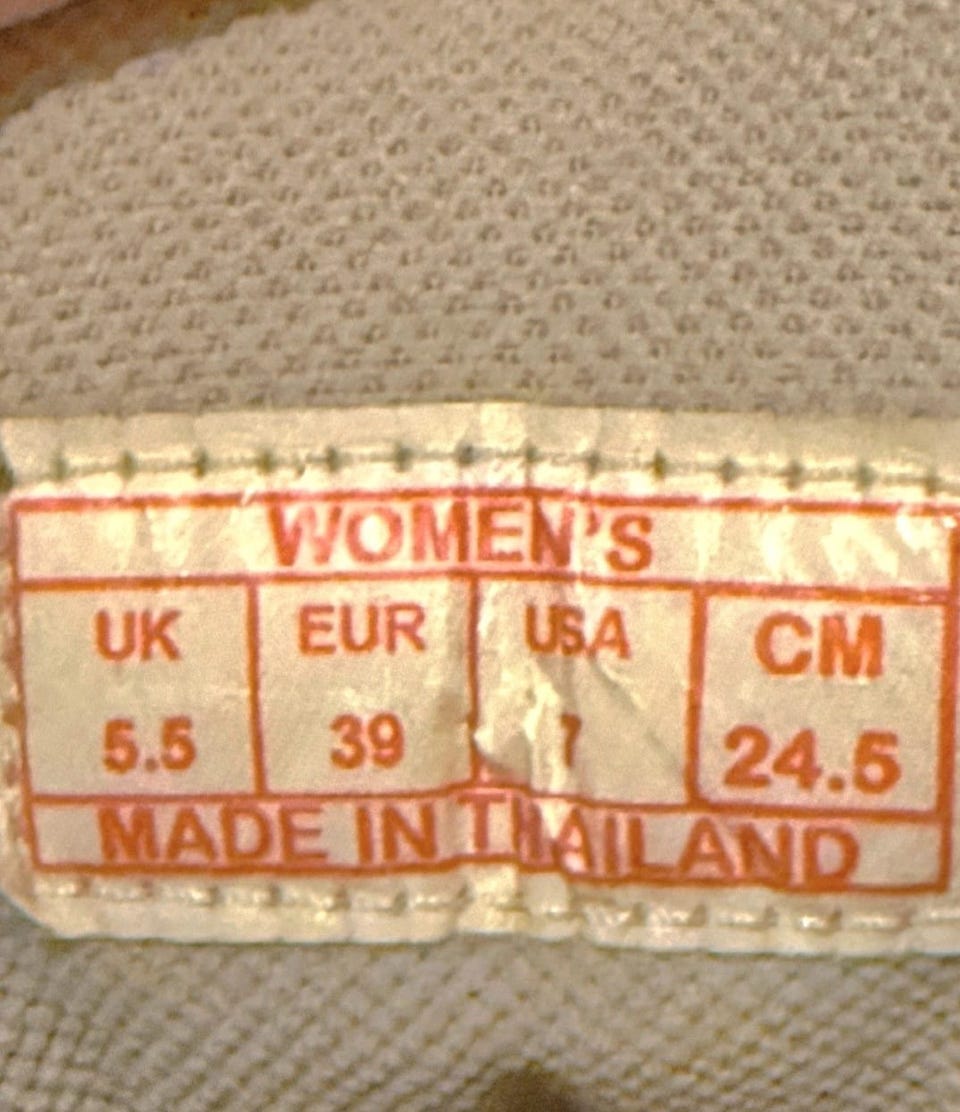 WOMEN'S
UK EUR USA CM
5.5 39 7 24.5
MADE IN THAILAND